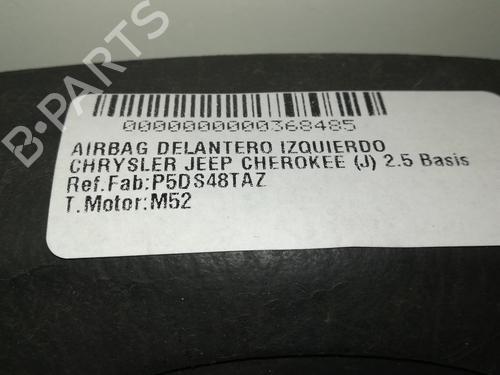 0000000000368485
AIRBAG DELANTERO IZQUIERDO
CHRYSLER JEEP CHEROKEE (J) 2.5 Basis
Ref.Fab:P5DS48TAZ
T.Motor:M52
B-PARTS